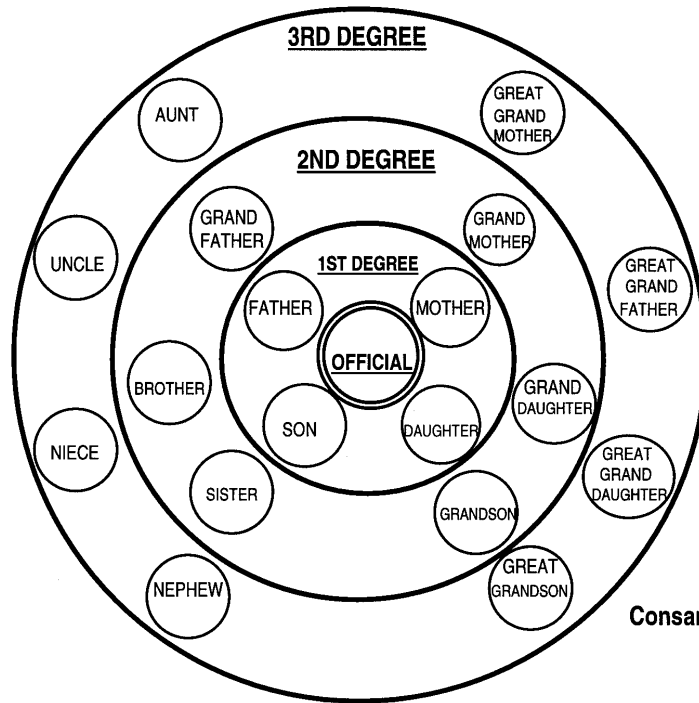 3RD DEGREE
AUNT
GREAT
GRAND
MOTHER
2ND DEGREE
GRAND
FATHER
GRAND
MOTHER
UNCLE
1ST DEGREE
GREAT
GRAND
FATHER
FATHER
MOTHER
OFFICIAL
BROTHER
GRAND
DAUGHTER
SON
DAUGHTER
NIECE
GREAT
GRAND
DAUGHTER
SISTER
GRANDSON
NEPHEW
GREAT
GRANDSON